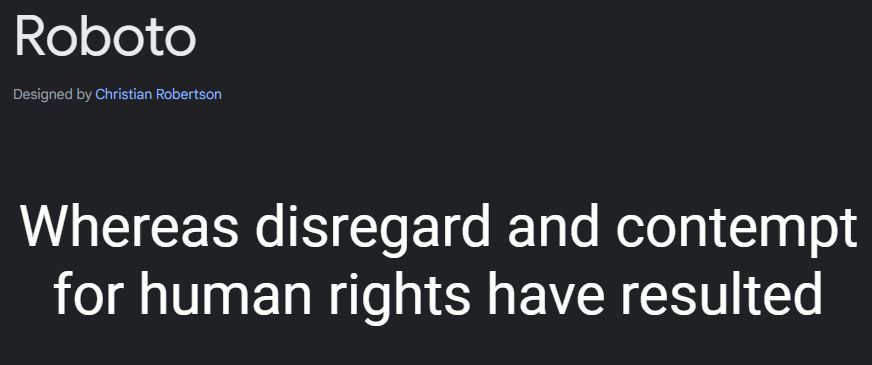 Roboto
Designed by Christian Robertson
Whereas disregard and contempt
for human rights have resulted